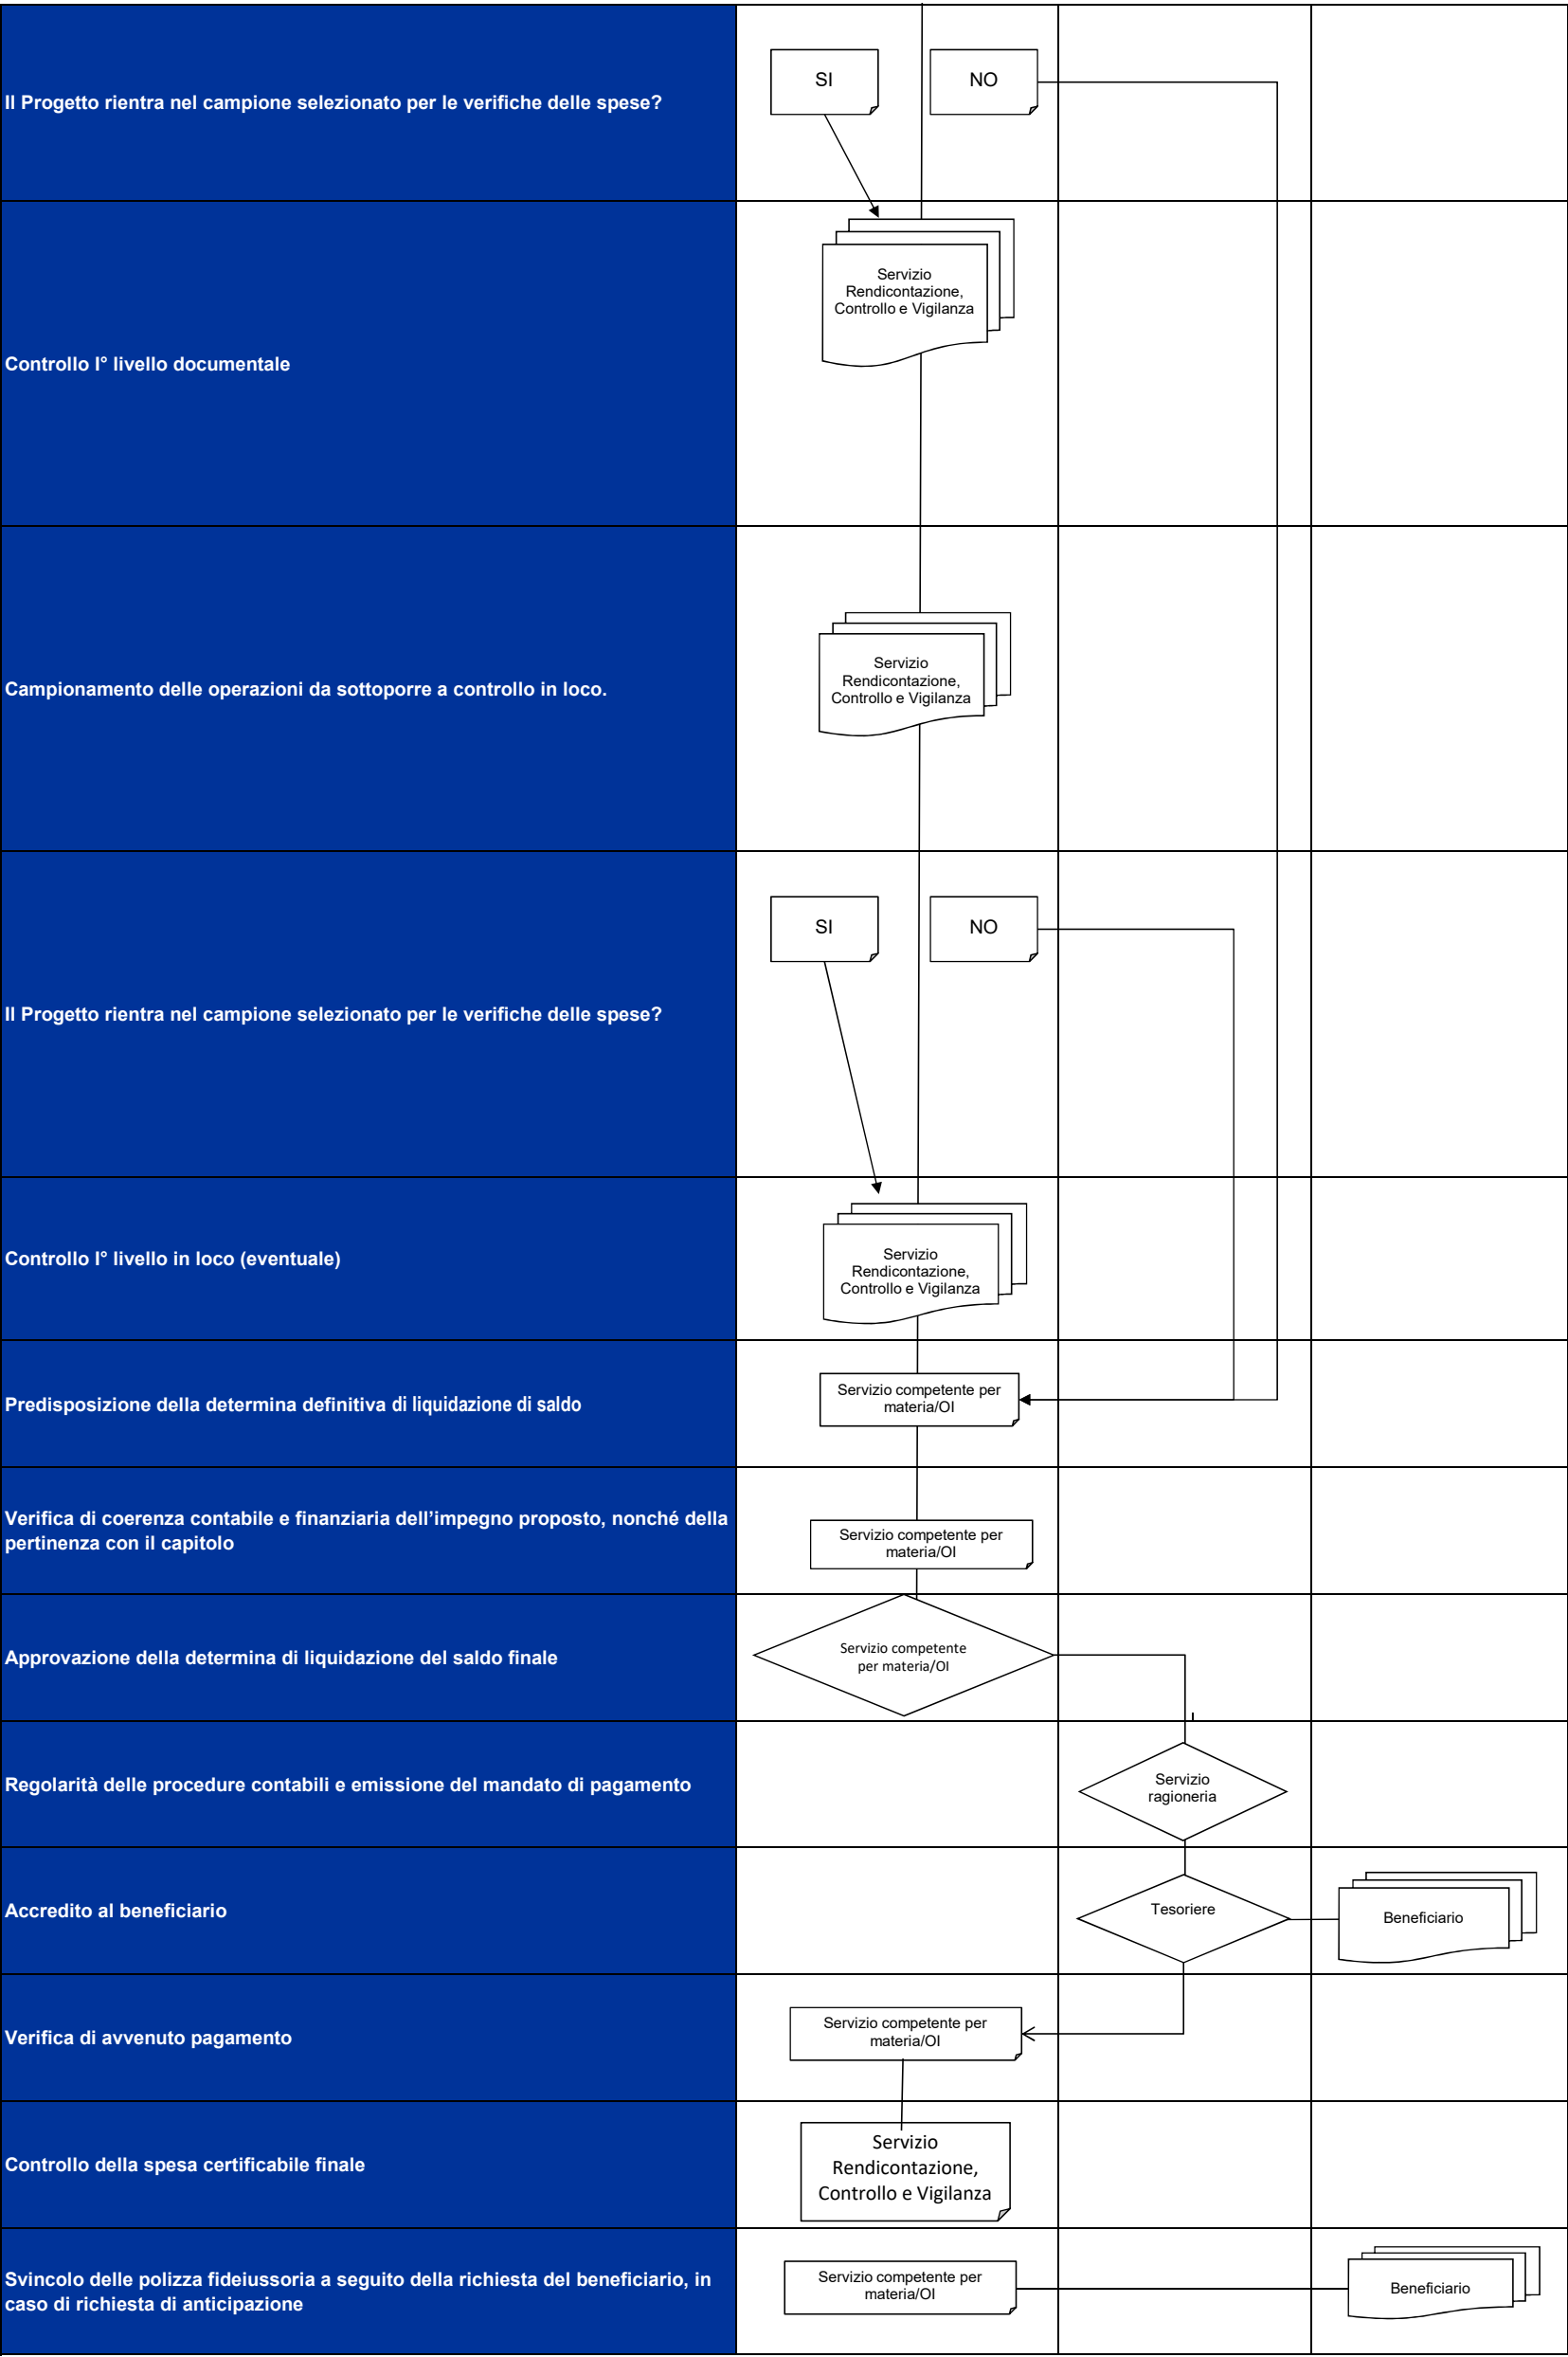 Il Progetto rientra nel campione selezionato per le verifiche delle spese?
SI
NO
Controllo I° livello documentale
Servizio
Rendicontazione,
Controllo e Vigilanza
Campionamento delle operazioni da sottoporre a controllo in loco.
Servizio
Rendicontazione,
Controllo e Vigilanza
Il Progetto rientra nel campione selezionato per le verifiche delle spese?
SI
NO
Controllo I° livello in loco (eventuale)
Servizio
Rendicontazione,
Controllo e Vigilanza
Predisposizione della determina definitiva di liquidazione di saldo
Servizio competente per
materia/OI
Verifica di coerenza contabile e finanziaria dell’impegno proposto, nonché della
pertinenza con il capitolo
Servizio competente per
materia/OI
Approvazione della determina di liquidazione del saldo finale
Servizio competente
per materia/OI
Regolarità delle procedure contabili e emissione del mandato di pagamento
Servizio
ragioneria
Accredito al beneficiario
Tesoriere
Beneficiario
Verifica di avvenuto pagamento
Servizio competente per
materia/OI
Controllo della spesa certificabile finale
Servizio
Rendicontazione,
Controllo e Vigilanza
Svincolo delle polizza fideiussoria a seguito della richiesta del beneficiario, in
caso di richiesta di anticipazione
Servizio competente per
materia/OI
Beneficiario